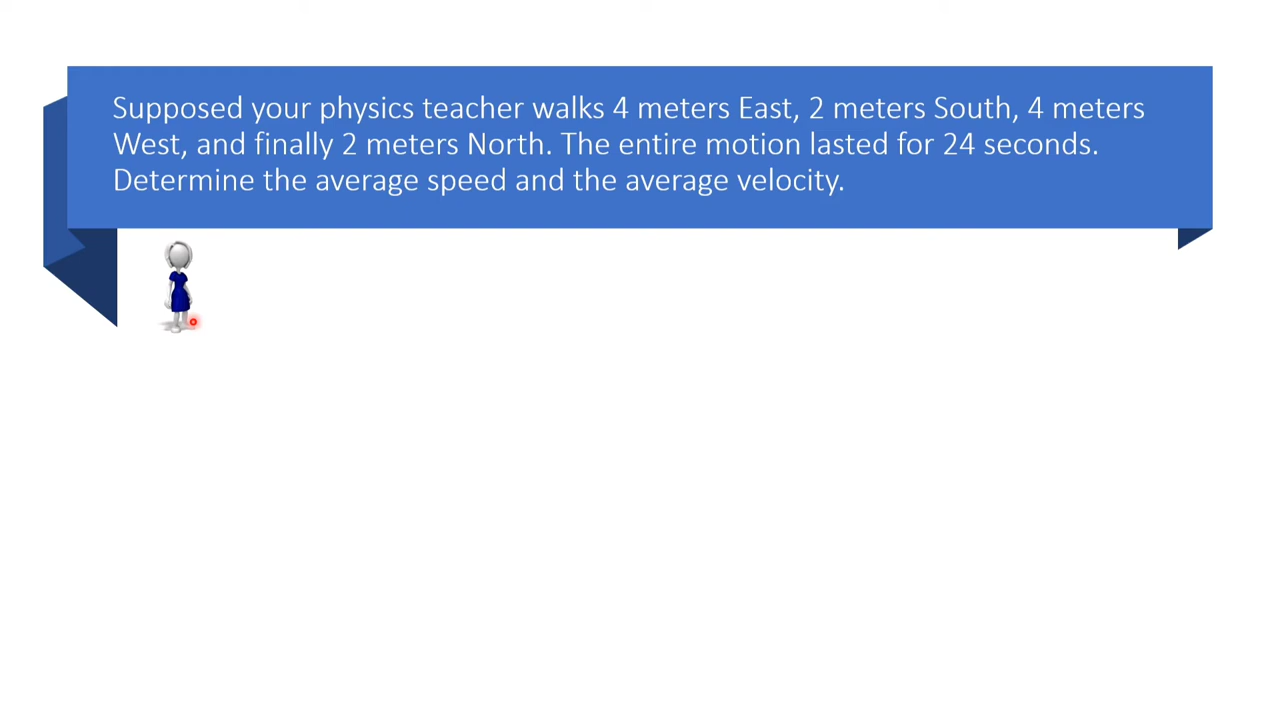 Supposed your physics teacher walks 4 meters East, 2 meters South, 4 meters
West, and finally 2 meters North. The entire motion lasted for 24 seconds.
Determine the average speed and the average velocity.